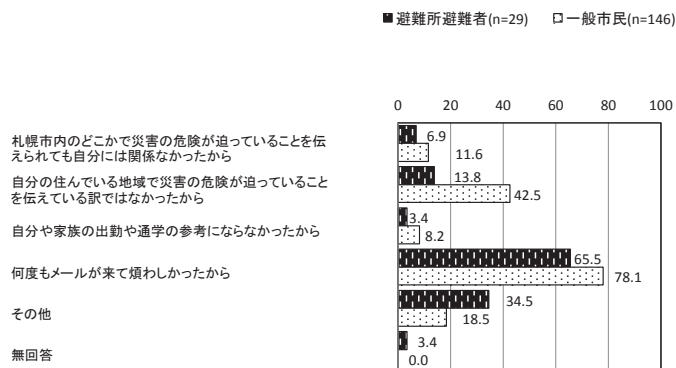 ■避難所避難者(n=29) □一般市民(n=146)
0 20 40 60 80 100
札幌市内のどこかで災害の危険が迫っていることを伝
えられても自分には関係なかったから
6.9
11.6
自分の住んでいる地域で災害の危険が迫っていること
を伝えている訳ではなかったから
13.8
42.5
自分や家族の出勤や通学の参考にならなかったから
3.4
8.2
何度もメールが来て煩わしかったから
65.5
78.1
その他
34.5
18.5
無回答
3.4
0.0